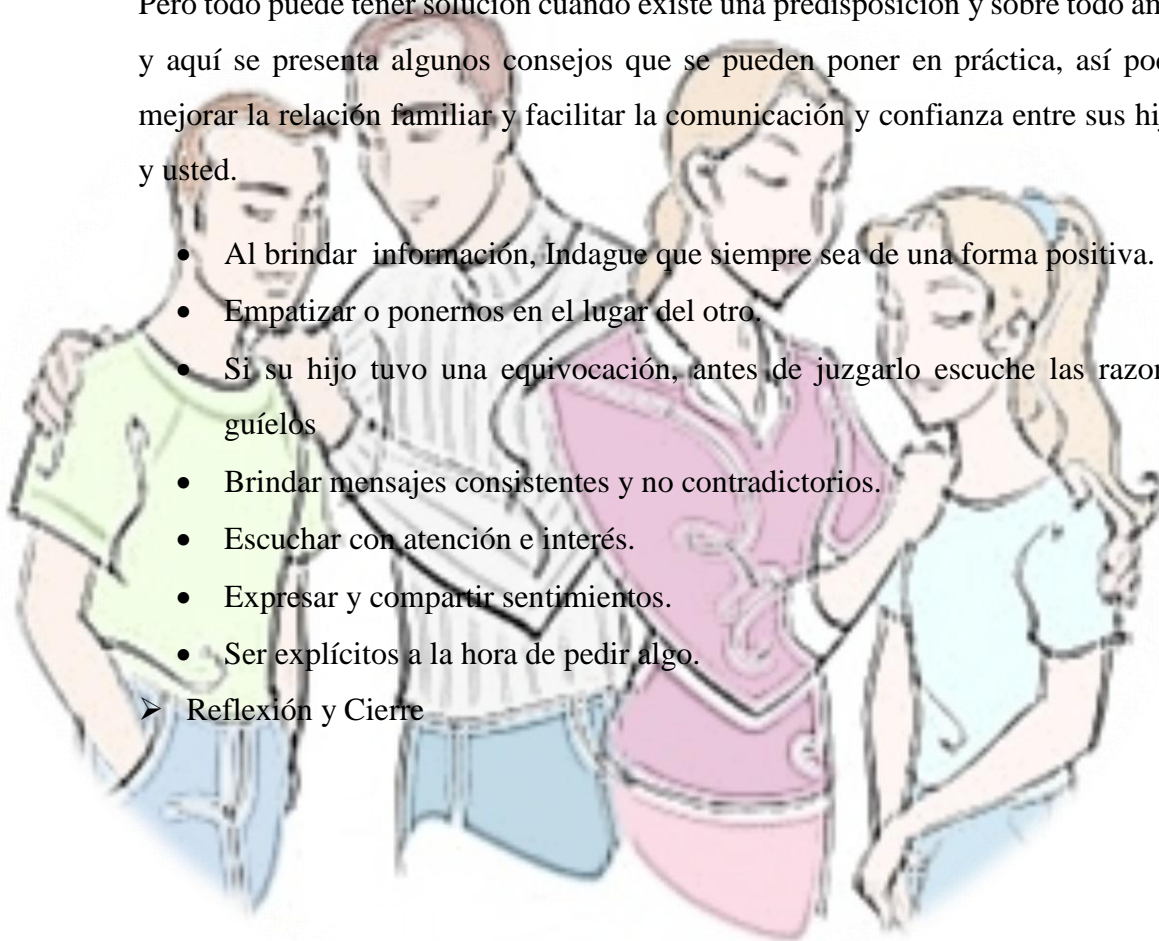 Pero todo puede tener solución cuando existe una predisposición y sobre todo
y aquí se presenta algunos consejos que se pueden poner en práctica, así
mejorar la relación familiar y facilitar la comunicación y confianza entre sus
y usted.
• Al brindar información, Indague que siempre sea de una forma positiva.
• Empatizar o ponernos en el lugar del otro.
• Si su hijo tuvo una equivocación, antes de juzgarlo escuche las
guíelos
• Brindar mensajes consistentes y no contradictorios.
• Escuchar con atención e interés.
• Expresar y compartir sentimientos.
• Ser explícitos a la hora de pedir algo.
➢ Reflexión y Cierre